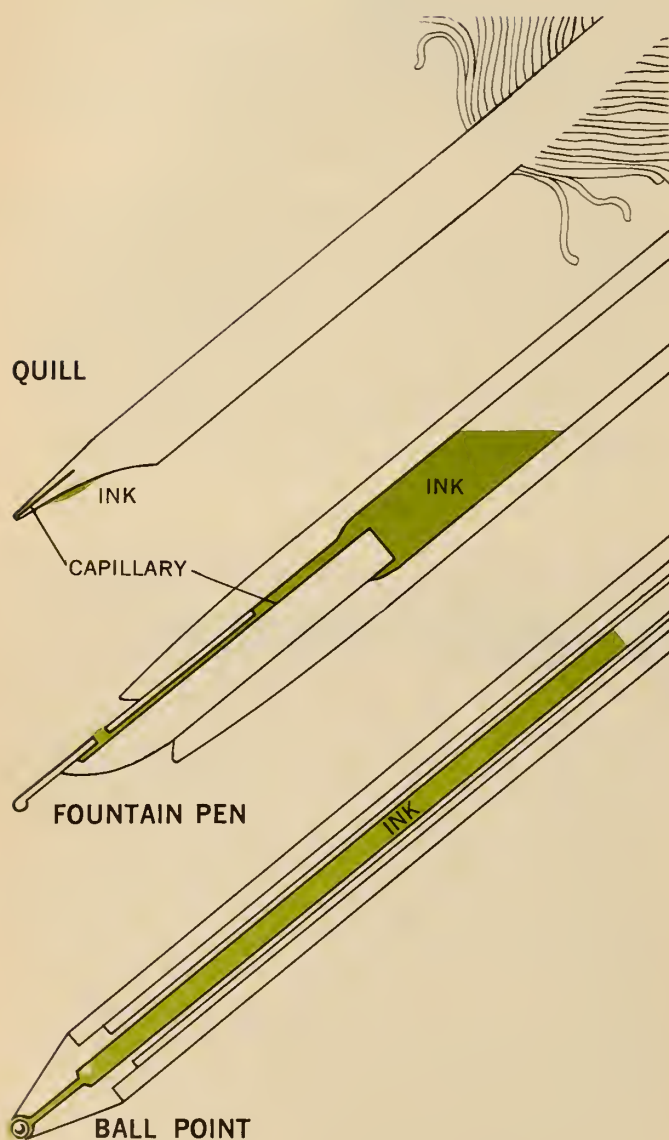 QUILL
INK
CAPILLARY
INK
FOUNTAIN PEN
INK
BALL POINT